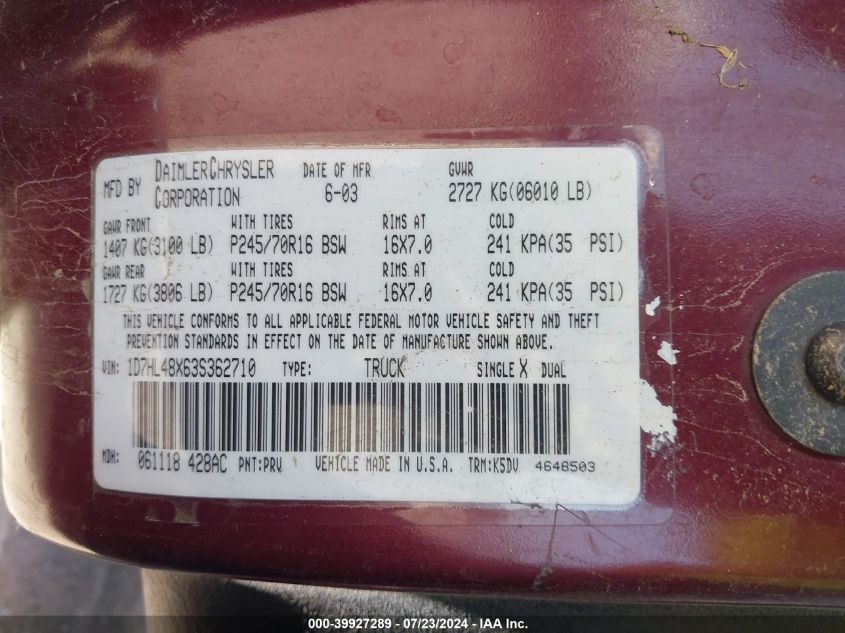 MFD BY DAIMLERCHRYSLER CORPORATION DATE OF MFR 6-03 GVWR 2727 KG(06010 LB)
GAWR FRONT WITH TIRES RIMS AT COLD
1407 KG(3100 LB) P245/70R16 BSW 16X7.0 241 KPA(35 PSI)
GAWR REAR WITH TIRES RIMS AT COLD
1727 KG(3806 LB) P245/70R16 BSW 16X7.0 241 KPA(35 PSI)
THIS VEHICLE CONFORMS TO ALL APPLICABLE FEDERAL MOTOR VEHICLE SAFETY AND THEFT
PREVENTION STANDARDS IN EFFECT ON THE DATE OF MANUFACTURE SHOWN ABOVE.
VIN: 1D7HL48X63S362710 TYPE: TRUCK SINGLE X DUAL
MDH: 061118 428AC PNT:PRV VEHICLE MADE IN U.S.A. TRM:K5DV 4648503
000-39927289 - 07/23/2024 - IAA Inc.